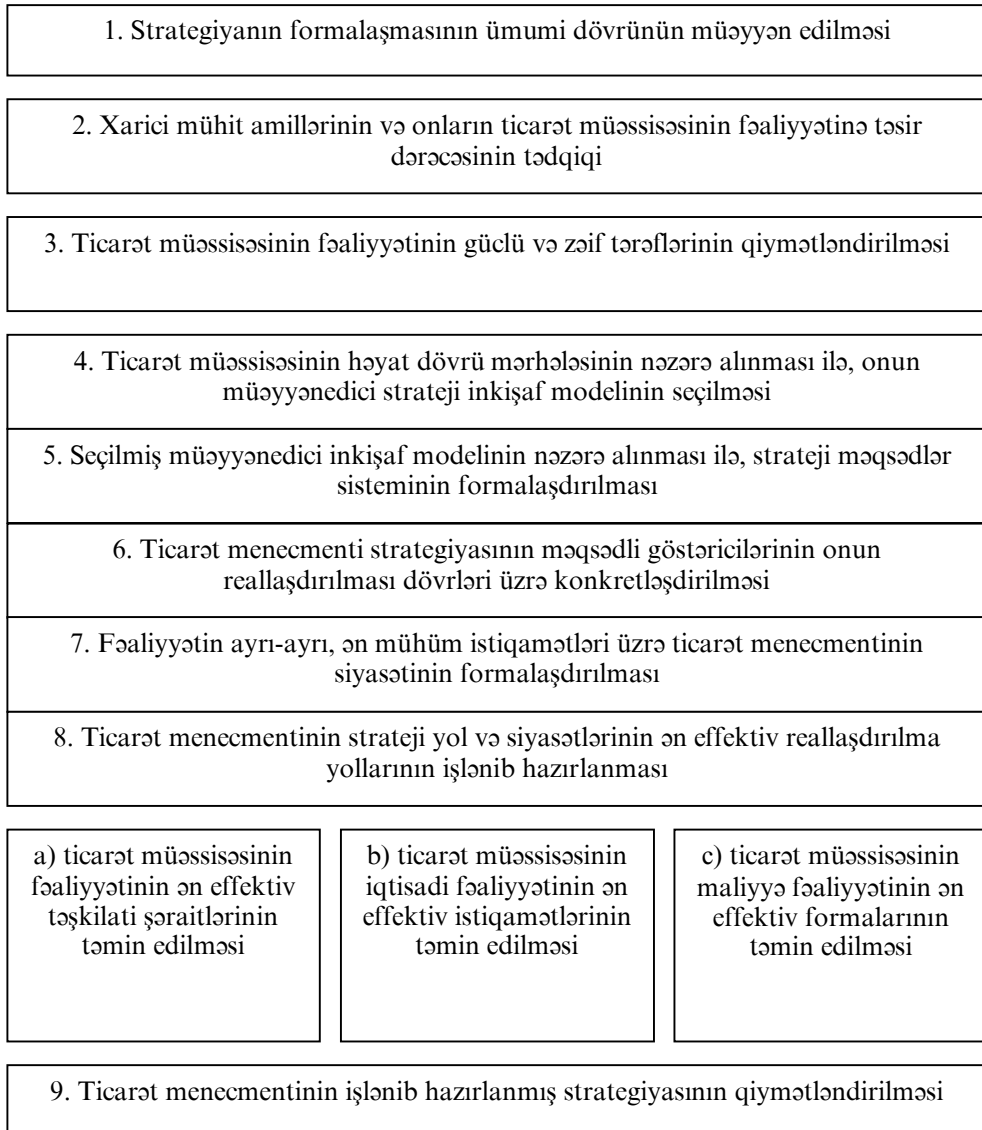 1. Strategiyanın formalaşmasının ümumi dövrünün müəyyən edilməsi
2. Xarici mühit amillərinin və onların ticarət müəssisəsinin fəaliyyətinə təsir
dərəcəsinin tədqiqi
3. Ticarət müəssisəsinin fəaliyyətinin güclü və zəif tərəflərinin qiymətləndirilməsi
4. Ticarət müəssisəsinin həyat dövrü mərhələsinin nəzərə alınması ilə, onun
müəyyənedici strateji inkişaf modelinin seçilməsi
5. Seçilmiş müəyyənedici inkişaf modelinin nəzərə alınması ilə, strateji məqsədlər
sisteminin formalaşdırılması
6. Ticarət menecmenti strategiyasının məqsədli göstəricilərinin onun
reallaşdırılması dövrləri üzrə konkretləşdirilməsi
7. Fəaliyyətin ayrı-ayrı, ən mühüm istiqamətləri üzrə ticarət menecmentinin
siyasətinin formalaşdırılması
8. Ticarət menecmentinin strateji yol və siyasətlərinin ən effektiv reallaşdırılma
yollarının işlənib hazırlanması
a) ticarət müəssisəsinin
fəaliyyətinin ən effektiv
təşkilati şəraitlərinin
təmin edilməsi
b) ticarət müəssisəsinin
iqtisadi fəaliyyətinin ən
effektiv istiqamətlərinin
təmin edilməsi
c) ticarət müəssisəsinin
maliyyə fəaliyyətinin ən
effektiv formalarının
təmin edilməsi
9. Ticarət menecmentinin işlənib hazırlanmış strategiyasının qiymətləndirilməsi